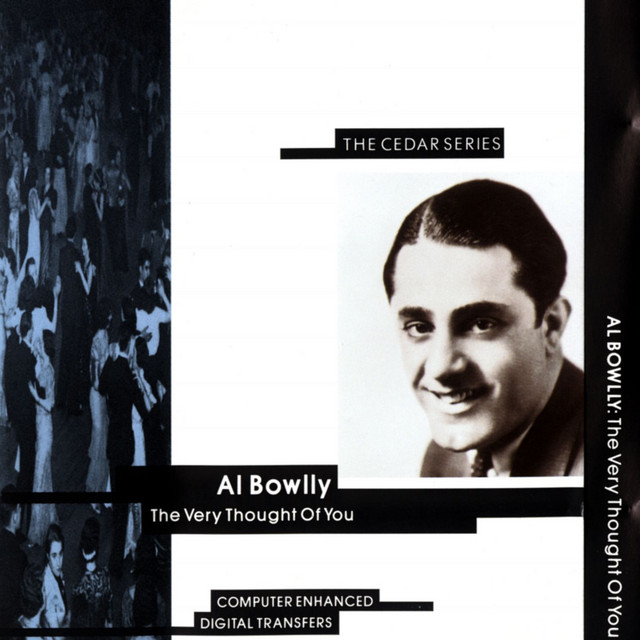 THE CEDAR SERIES
Al Bowlly
The Very Thought Of You
COMPUTER ENHANCED
DIGITAL TRANSFERS
AL BOWLLY: The Very Thought Of You